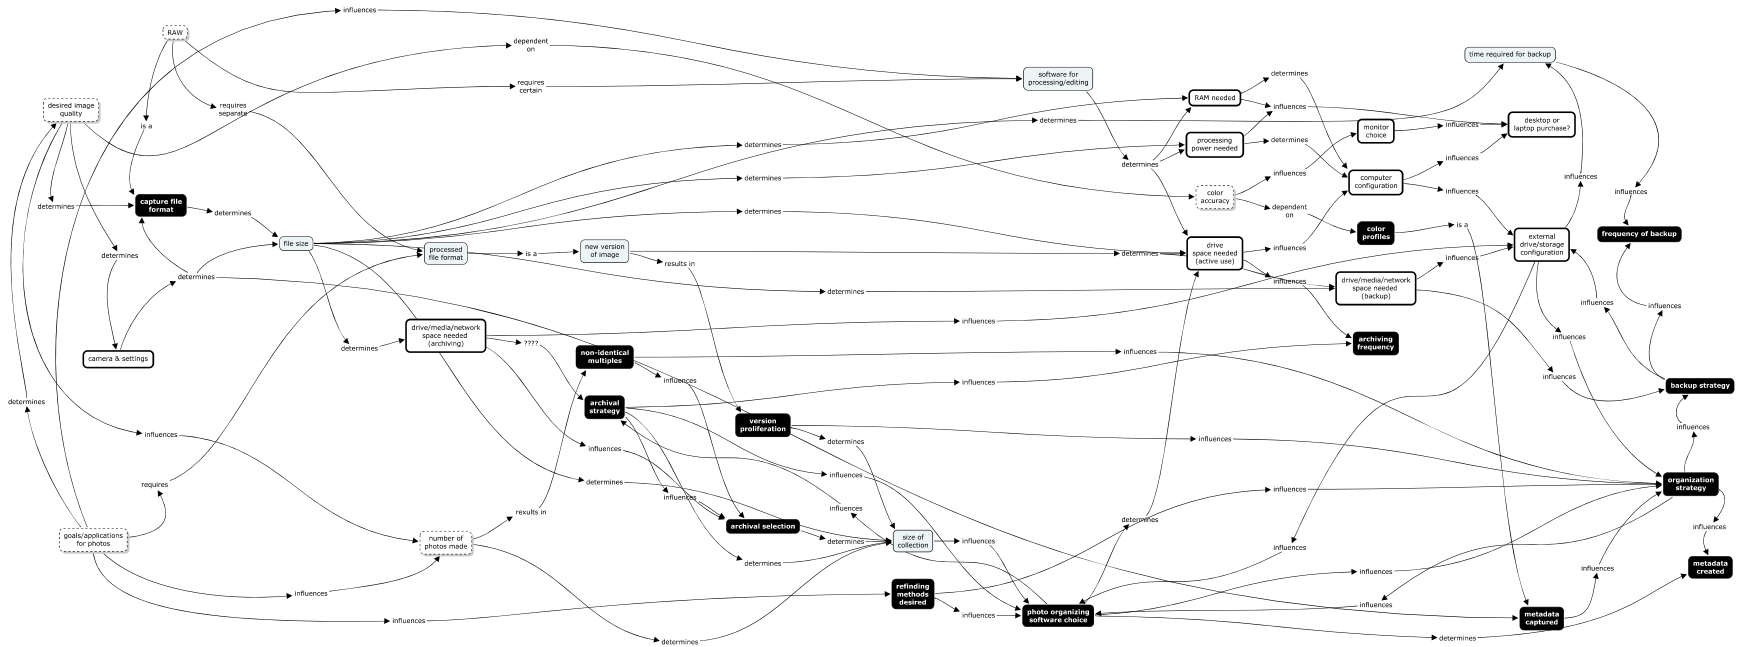 influences
RAW
dependent
on
requires
certain
software for
processing/editing
time required for backup
determines
desired image
quality
requires
separate
is a
RAM needed
influences
determines
desktop or
laptop purchase?
monitor
choice
influences
determines
processing
power needed
determines
influences
determines
influences
determines
computer
configuration
influences
influences
determines
capture file
format
determines
determines
color
accuracy
dependent
on
color
profiles
is a
frequency of backup
file size
processed
file format
is a
new version
of image
results in
determines
drive
space needed
(active use)
influences
influences
external
drive/storage
configuration
determines
determines
determines
influences
drive/media/network
space needed
(backup)
influences
influences
influences
drive/media/network
space needed
(archiving)
????
influences
determines
camera & settings
non-identical
multiples
influences
influences
archiving
frequency
influences
influences
backup strategy
determines
archival
strategy
influences
version
proliferation
determines
influences
influences
influences
influences
influences
requires
determines
influences
influences
influences
organization
strategy
rexults in
influences
determines
archival selection
influences
goals/applications
for photos
number of
photos made
determines
size of
collection
influences
influences
determines
influences
influences
metadata
created
influences
refinding
methods
desired
influences
photo organizing
software choice
influences
metadata
captured
influences
determines
determines